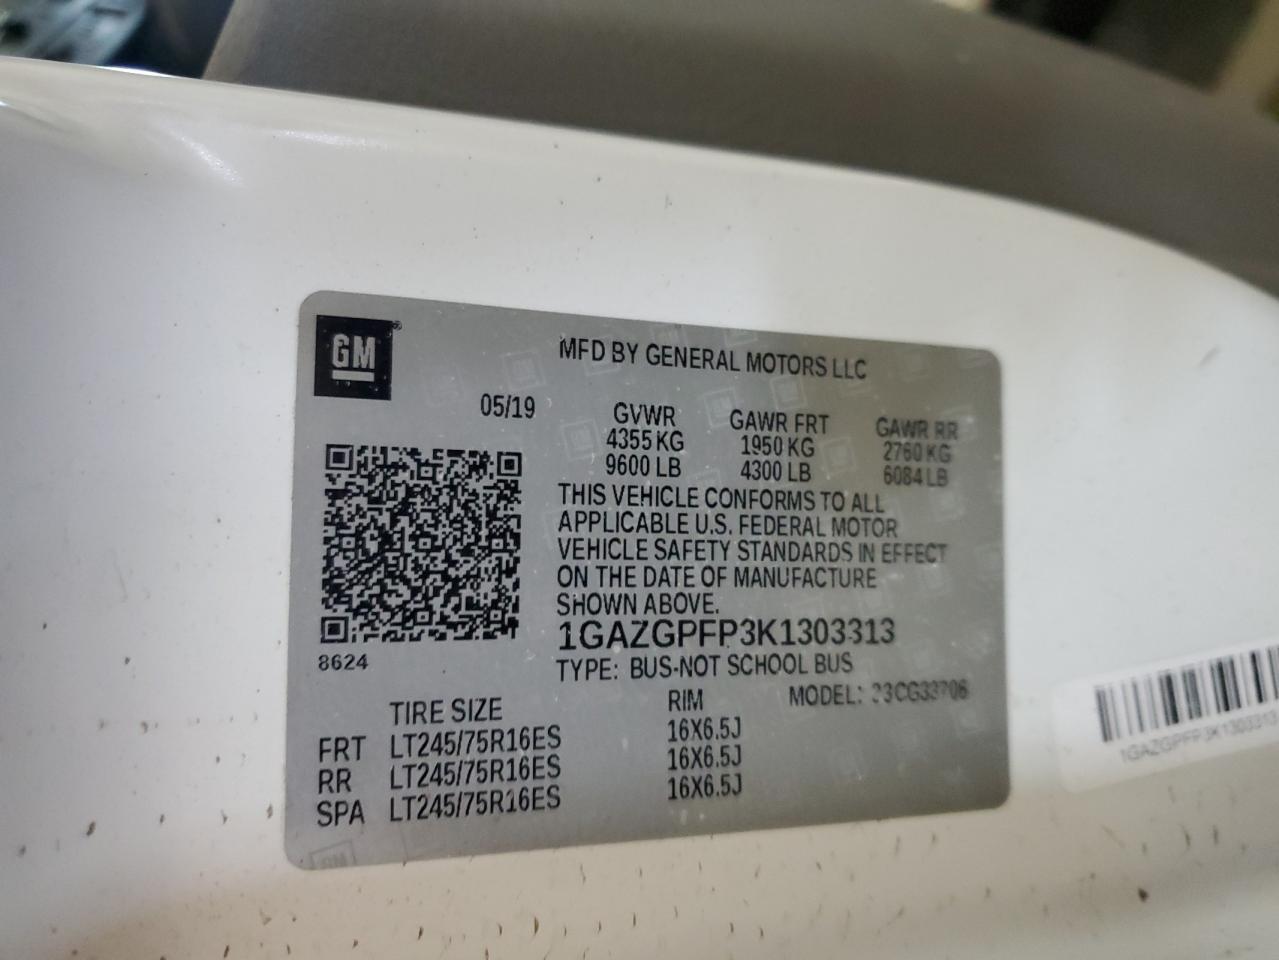 GM
MFD BY GENERAL MOTORS LLC
05/19
GVWR GAWR FRT GAWR RR
4355 KG 1950 KG 2760 KG
9600 LB 4300 LB 6084 LB
THIS VEHICLE CONFORMS TO ALL
APPLICABLE U.S. FEDERAL MOTOR
VEHICLE SAFETY STANDARDS IN EFFECT
ON THE DATE OF MANUFACTURE
SHOWN ABOVE.
1GAZGPFP3K1303313
8624
TYPE: BUS-NOT SCHOOL BUS
MODEL:
TIRE SIZE RIM
FRT LT245/75R16ES 16X6.5J
RR LT245/75R16ES 16X6.5J
SPA LT245/75R16ES 16X6.5J
GM
1GAZGPFP3K1303313